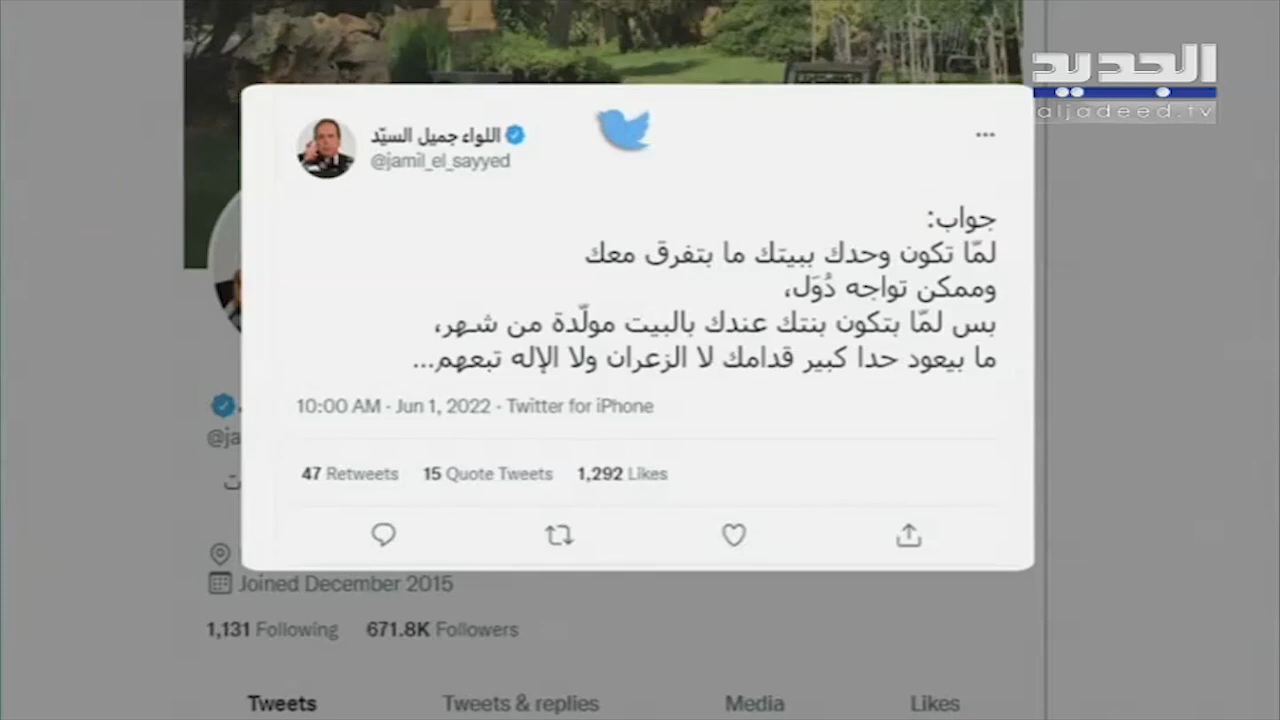 الجديد
aljadeed.tv
اللواء جميل السيّد
@jamil_el_sayyed
جواب:
لمّا تكون وحدك ببيتك ما بتفرق معك
وممكن تواجه دُوَل،
بس لمّا بتكون بنتك عندك بالبيت مولّدة من شهر،
ما بيعود حدا كبير قدامك لا الزعران ولا الإله تبعهم...
10:00 AM - Jun 1, 2022 - Twitter for iPhone
47 Retweets 15 Quote Tweets 1,292 Likes
@ja
Joined December 2015
1,131 Following 671.8K Followers
Tweets Tweets & replies Media Likes